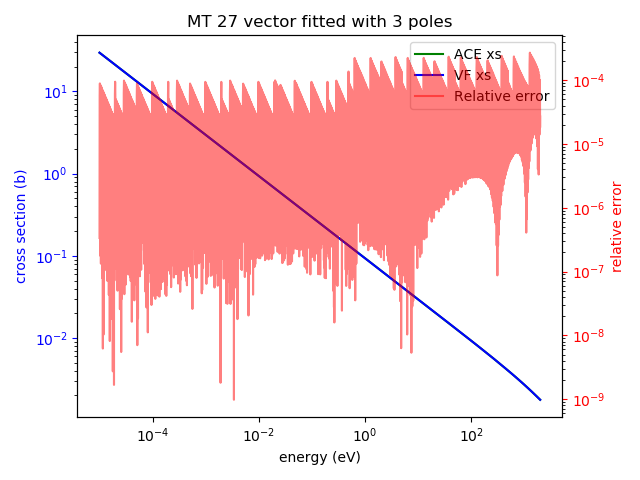 MT 27 vector fitted with 3 poles
ACE xs
VF xs
Relative error
10^1
10^0
10^-1
10^-2
cross section (b)
10^-4
10^-5
10^-6
10^-7
10^-8
10^-9
relative error
10^-4
10^-2
10^0
10^2
energy (eV)